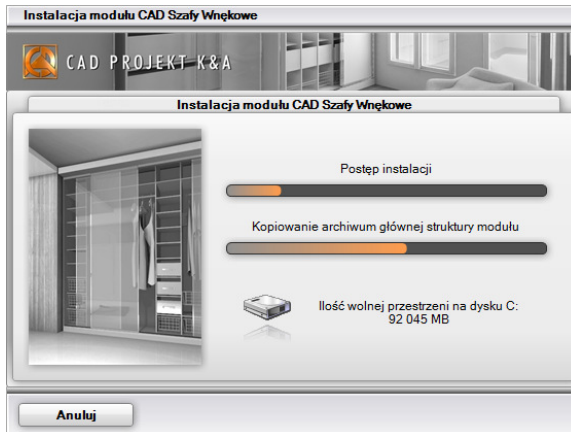 Instalacja modułu CAD Szafy Wnękowe
CAD PROJEKT K&A
Instalacja modułu CAD Szafy Wnękowe
Postęp instalacji
Kopiowanie archiwum głównej struktury modułu
Ilość wolnej przestrzeni na dysku C:
92 045 MB
Anuluj